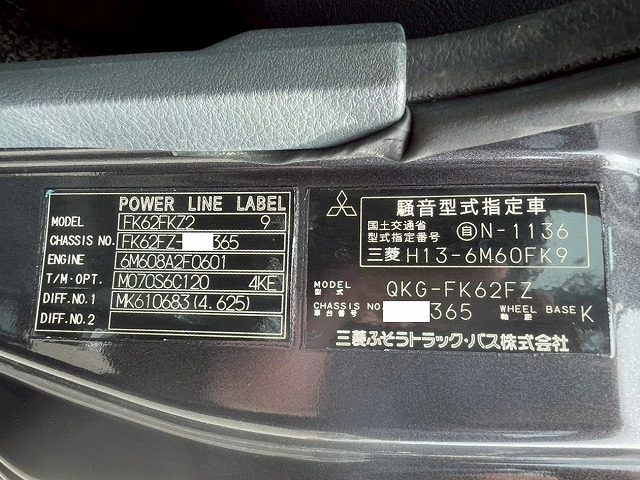 POWER LINE LABEL
MODEL FK62FKZ2 9
CHASSIS NO. FK62FZ- 365
ENGINE 6M608A2F0601
T/M·OPT. M070S6C120 4KE
DIFF.NO.1 MK610683(4.625)
DIFF.NO.2
騒音型式指定車
国土交通省
型式指定番号 自N-1136
三菱 H13-6M60FK9
MODEL
型式 QKG-FK62FZ
CHASSIS NO 365 WHEEL BASE K
車台番号 軸距
三菱ふそうトラック・バス株式会社